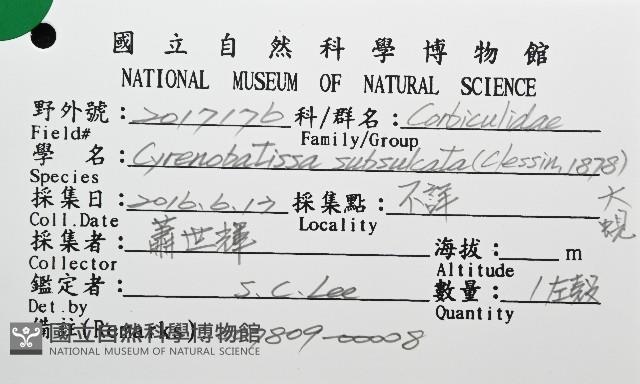 國立自然科學博物館
NATIONAL MUSEUM OF NATURAL SCIENCE
野外號：2017176 科/群名：Corbiculidae
Field# Family/Group
學 名：Cyrenobatissa subsulcata (Clessin, 1878)
Species
大蜆
採集日：2016.6.17 採集點：不詳
Coll.Date Locality
採集者：蕭世輝 海拔：m
Collector Altitude
鑑定者：S. C. Lee 數量：1左殼
Det.by Quantity
(Remarks) 9809-00008
國立自然科學博物館
NATIONAL MUSEUM OF NATURAL SCIENCE